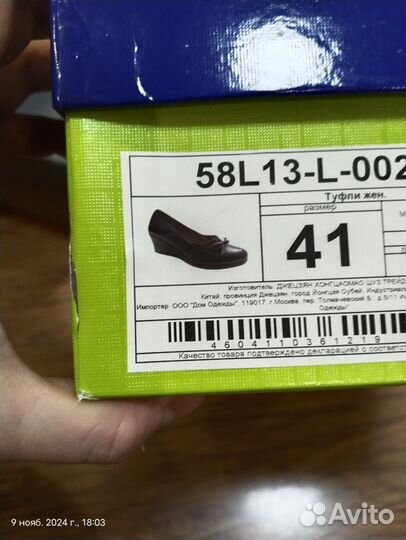 58L13-L-002
Туфли жен.
размер
41
Изготовитель: ДЖЕЦЗЯН ХОНГЦАОМАО ШУЗ ТРЕЙД
Китай, провинция Джецзян, город Йонгцзя Оубей, Индустриаль
Импортер: ООО "Дом Одежды", 119017, г.Москва, пер. Толмачевский Б., д.5/11
Одежды"
4604110361219
Качество товара подтверждено декларацией о соответс
9 нояб. 2024 г., 18:03
Avito